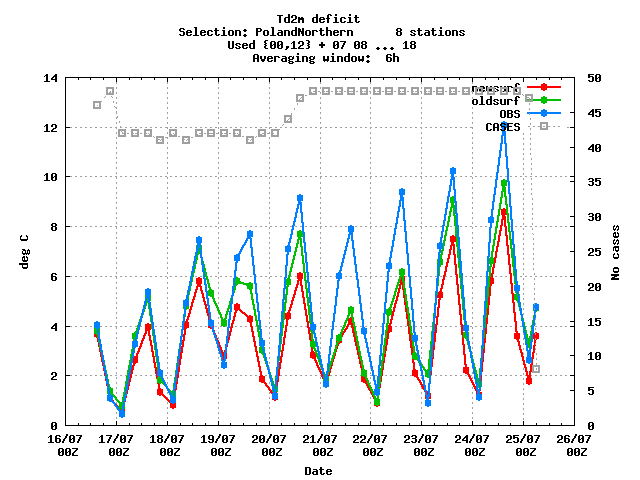 Td2m deficit
Selection: PolandNorthern 8 stations
Used {00,12} + 07 08 ... 18
Averaging window: 6h
newsurf
oldsurf
OBS
CASES
deg C
14
12
10
8
6
4
2
0
No cases
50
45
40
35
30
25
20
15
10
5
0
16/07 17/07 18/07 19/07 20/07 21/07 22/07 23/07 24/07 25/07 26/07
00Z 00Z 00Z 00Z 00Z 00Z 00Z 00Z 00Z 00Z 00Z
Date